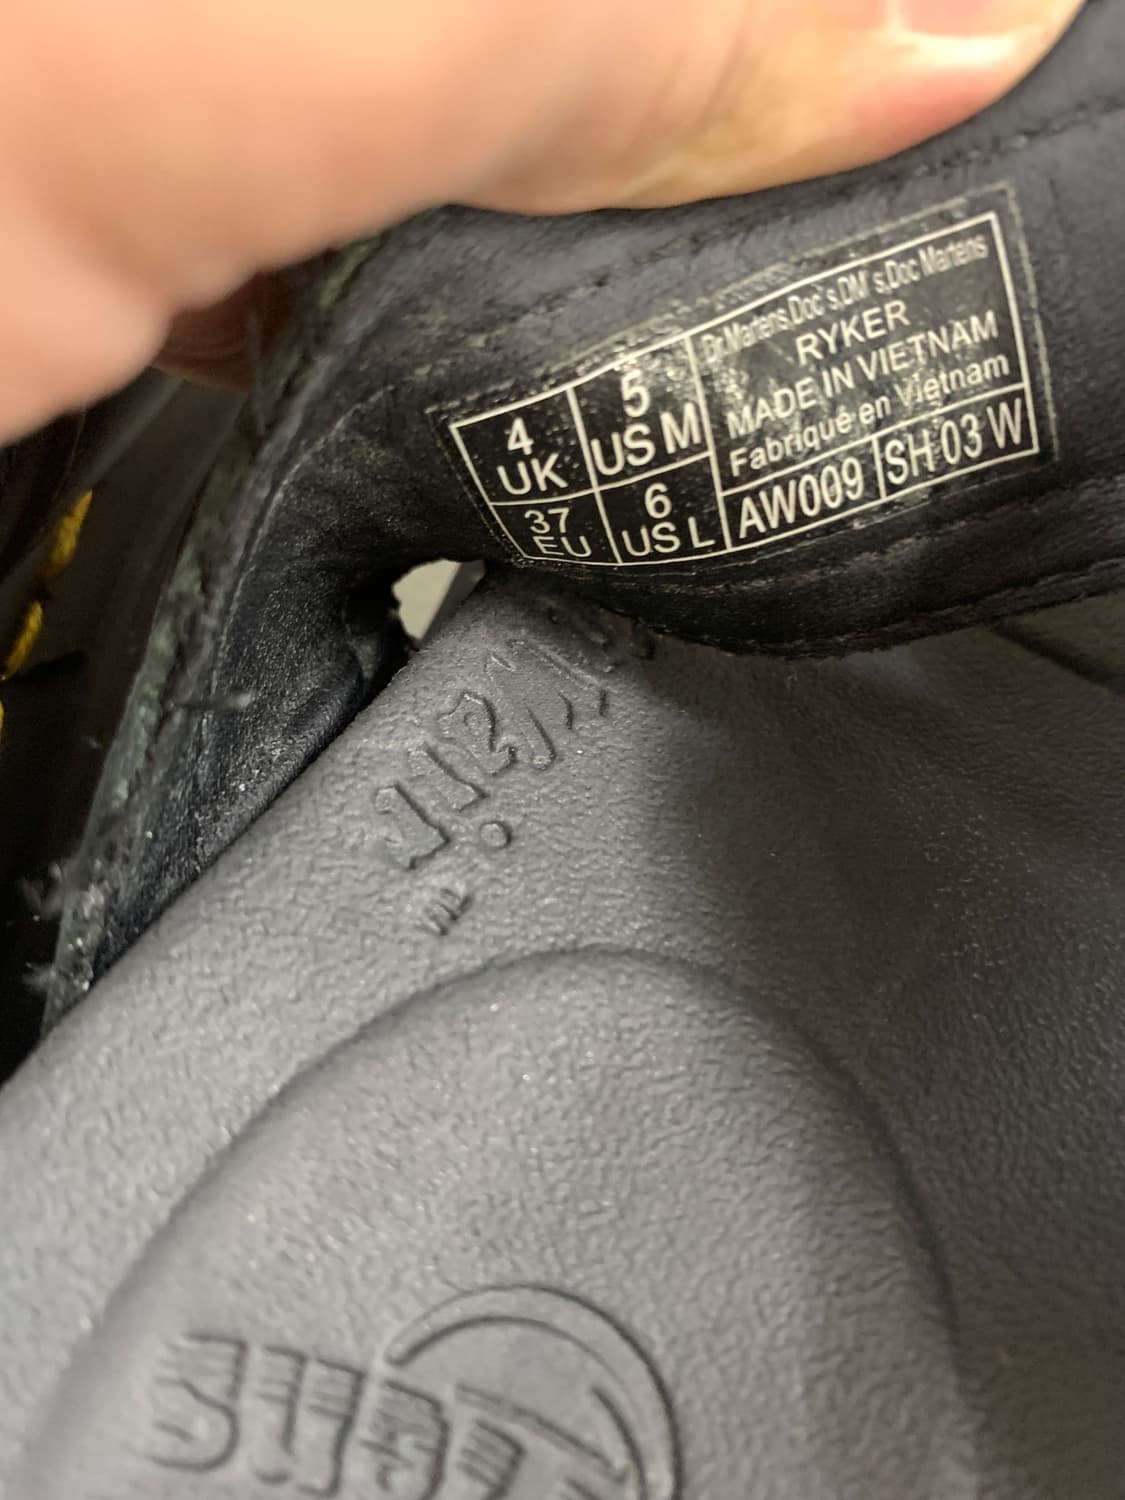 Dr.Martens,Doc's,DM's,Doc Martens
RYKER
MADE IN VIETNAM
Fabriqué en Vietnam
4
UK
5
US M
37
EU
6
US L
AW009
SH 03 W